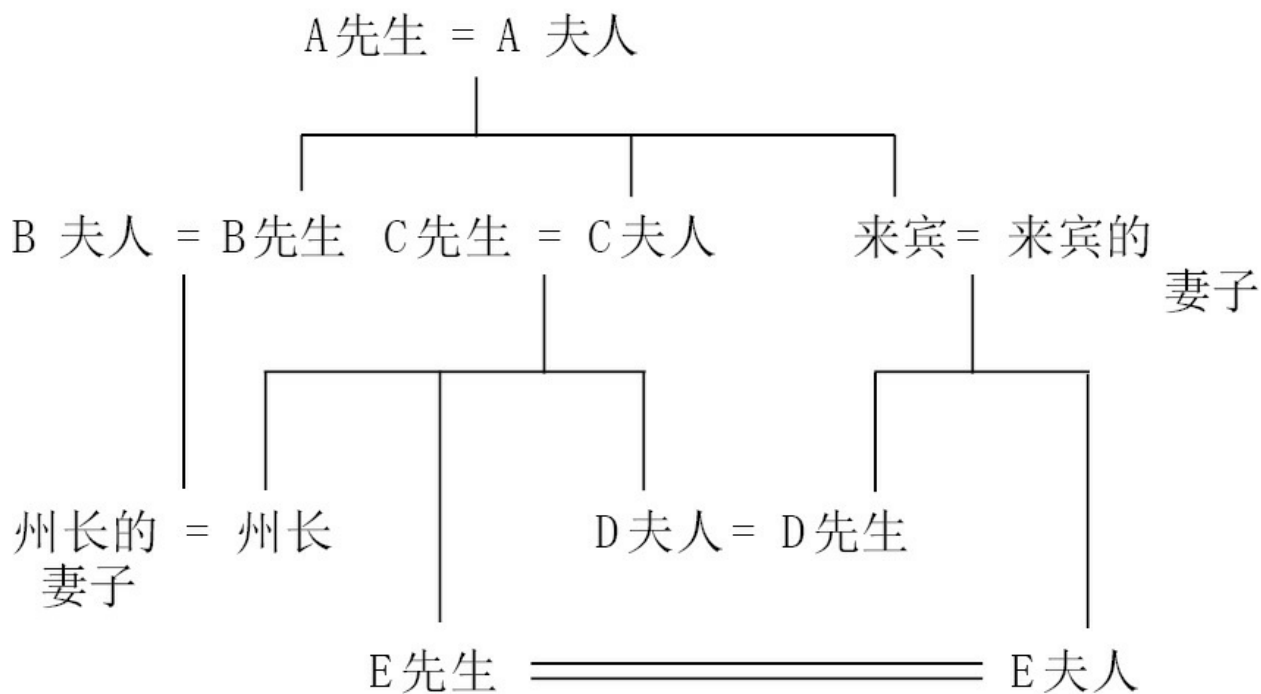 A先生 = A 夫人
B 夫人 = B先生 C先生 = C夫人 来宾= 来宾的
妻子
州长的 = 州长 D夫人= D先生
妻子
E先生 E夫人